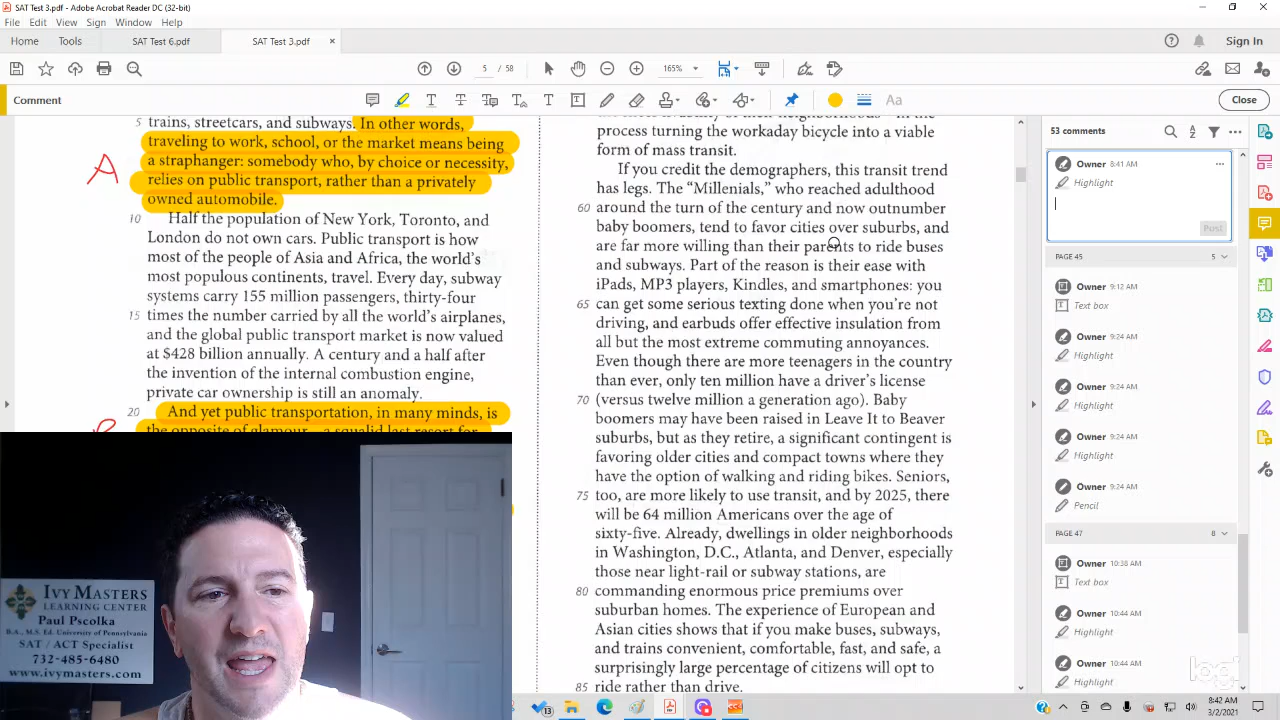 SAT Test 3.pdf - Adobe Acrobat Reader DC (32-bit)
File Edit View Sign Window Help
Home Tools SAT Test 6.pdf SAT Test 3.pdf × Sign In
5 / 58 165%
Comment Aa Close
5 trains, streetcars, and subways. In other words,
traveling to work, school, or the market means being
a straphanger: somebody who, by choice or necessity,
relies on public transport, rather than a privately
owned automobile.
A
10 Half the population of New York, Toronto, and
London do not own cars. Public transport is how
most of the people of Asia and Africa, the world's
most populous continents, travel. Every day, subway
systems carry 155 million passengers, thirty-four
15 times the number carried by all the world's airplanes,
and the global public transport market is now valued
at $428 billion annually. A century and a half after
the invention of the internal combustion engine,
private car ownership is still an anomaly.
20 And yet public transportation, in many minds, is
the opposite of glamour—a squalid last resort for
process turning the workaday bicycle into a viable
form of mass transit.
If you credit the demographers, this transit trend
has legs. The “Millenials,” who reached adulthood
60 around the turn of the century and now outnumber
baby boomers, tend to favor cities over suburbs, and
are far more willing than their parents to ride buses
and subways. Part of the reason is their ease with
iPads, MP3 players, Kindles, and smartphones: you
65 can get some serious texting done when you're not
driving, and earbuds offer effective insulation from
all but the most extreme commuting annoyances.
Even though there are more teenagers in the country
than ever, only ten million have a driver's license
70 (versus twelve million a generation ago). Baby
boomers may have been raised in Leave It to Beaver
suburbs, but as they retire, a significant contingent is
favoring older cities and compact towns where they
have the option of walking and riding bikes. Seniors,
75 too, are more likely to use transit, and by 2025, there
will be 64 million Americans over the age of
sixty-five. Already, dwellings in older neighborhoods
in Washington, D.C., Atlanta, and Denver, especially
those near light-rail or subway stations, are
80 commanding enormous price premiums over
suburban homes. The experience of European and
Asian cities shows that if you make buses, subways,
and trains convenient, comfortable, fast, and safe, a
surprisingly large percentage of citizens will opt to
85 ride rather than drive.
53 comments
Owner 8:41 AM
Highlight
Post
PAGE 45 5
Owner 9:12 AM
Text box
Owner 9:24 AM
Highlight
Owner 9:24 AM
Highlight
Owner 9:24 AM
Highlight
Owner 9:24 AM
Pencil
PAGE 47 8
Owner 10:38 AM
Text box
Owner 10:44 AM
Highlight
Owner 10:44 AM
Highlight
IVY MASTERS
LEARNING CENTER
Paul Pscolka
B.A., M.S. Ed. University of Pennsylvania
SAT / ACT Specialist
732-485-6480
www.ivymasters.com
logi
8:42 AM
3/2/2021